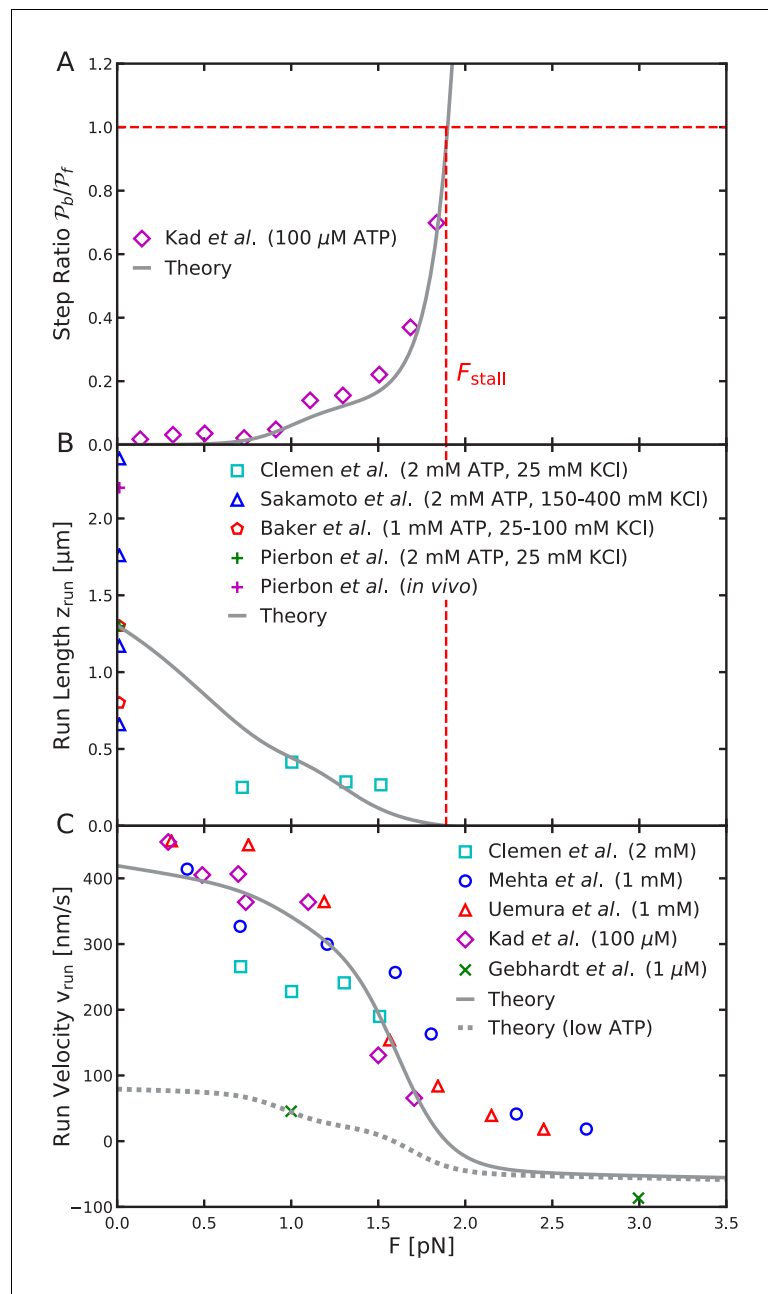 A
1.2
1.0
0.8
0.6
0.4
0.2
0.0
Step Ratio 𝒫b/𝒫f
Kad et al. (100 μM ATP)
Theory
Fstall
B
2.0
1.5
1.0
0.5
0.0
Run Length zrun [μm]
Clemen et al. (2 mM ATP, 25 mM KCl)
Sakamoto et al. (2 mM ATP, 150-400 mM KCl)
Baker et al. (1 mM ATP, 25-100 mM KCl)
Pierbon et al. (2 mM ATP, 25 mM KCl)
Pierbon et al. (in vivo)
Theory
C
400
300
200
100
0
−100
Run Velocity vrun [nm/s]
Clemen et al. (2 mM)
Mehta et al. (1 mM)
Uemura et al. (1 mM)
Kad et al. (100 μM)
Gebhardt et al. (1 μM)
Theory
Theory (low ATP)
0.0 0.5 1.0 1.5 2.0 2.5 3.0 3.5
F [pN]